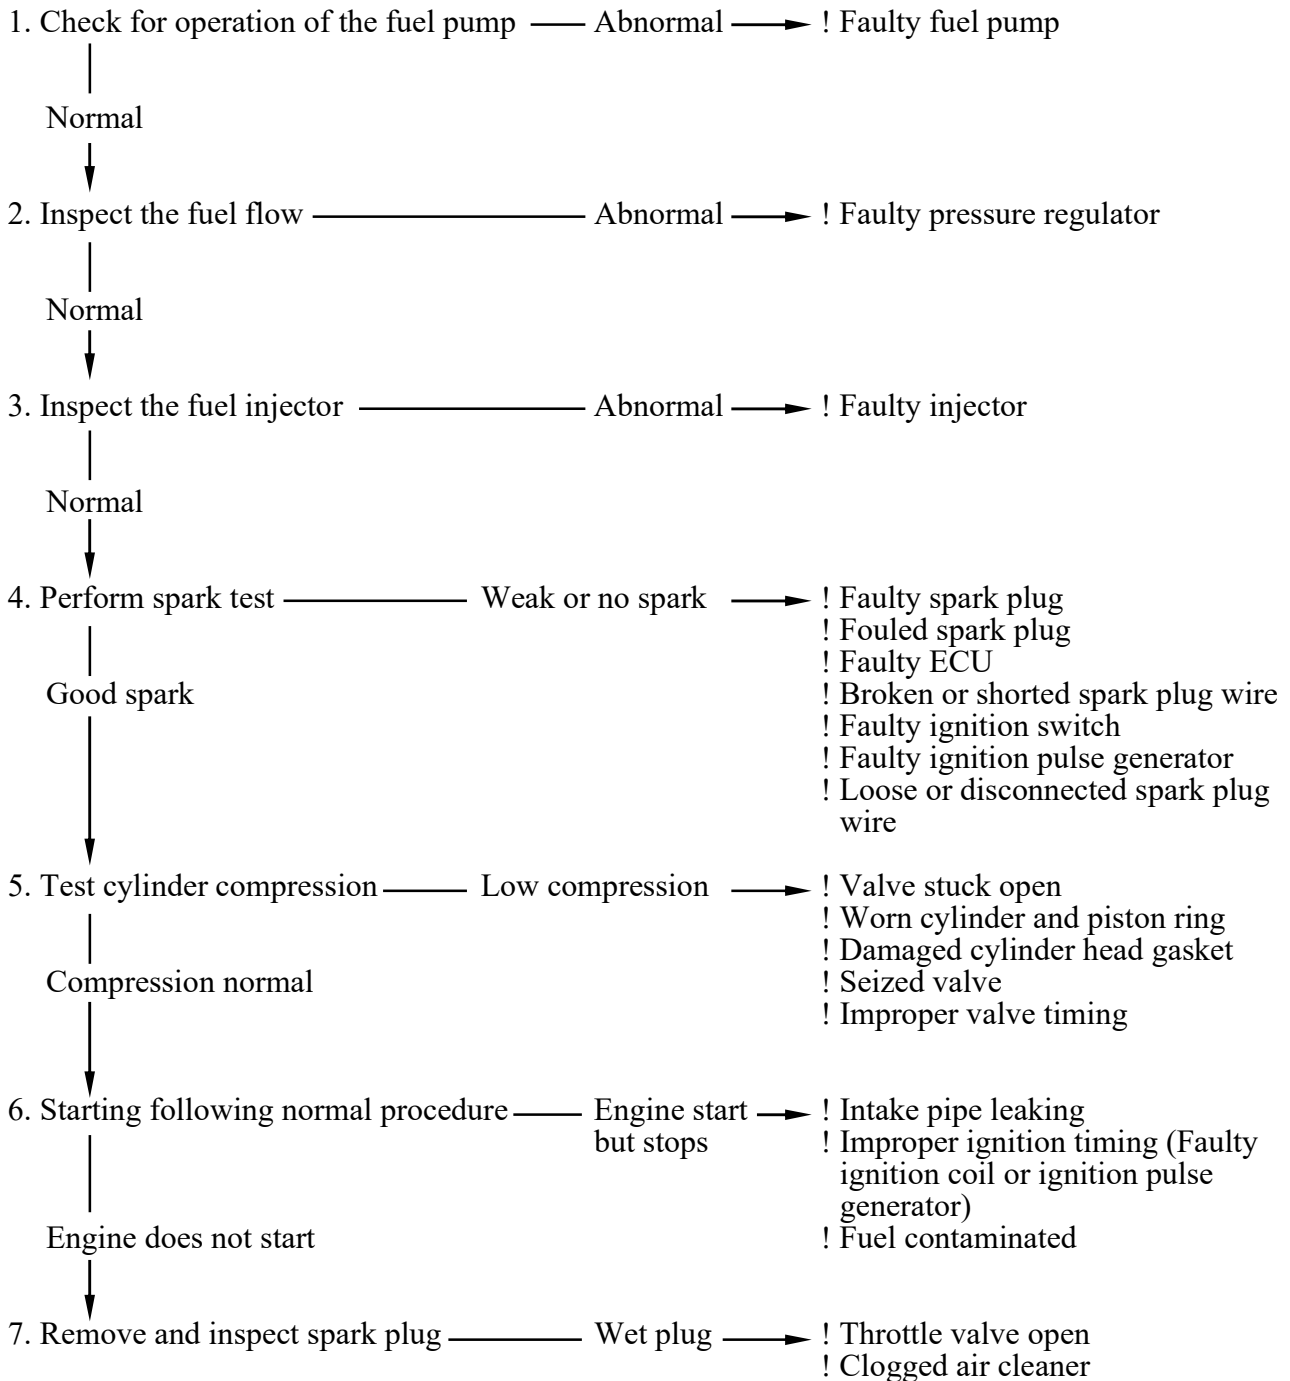 1. Check for operation of the fuel pump Abnormal ! Faulty fuel pump
Normal
2. Inspect the fuel flow Abnormal ! Faulty pressure regulator
Normal
3. Inspect the fuel injector Abnormal ! Faulty injector
Normal
4. Perform spark test Weak or no spark ! Faulty spark plug
! Fouled spark plug
! Faulty ECU
Good spark ! Broken or shorted spark plug wire
! Faulty ignition switch
! Faulty ignition pulse generator
! Loose or disconnected spark plug
wire
5. Test cylinder compression Low compression ! Valve stuck open
! Worn cylinder and piston ring
! Damaged cylinder head gasket
Compression normal ! Seized valve
! Improper valve timing
6. Starting following normal procedure Engine start ! Intake pipe leaking
but stops ! Improper ignition timing (Faulty
ignition coil or ignition pulse
generator)
Engine does not start ! Fuel contaminated
7. Remove and inspect spark plug Wet plug ! Throttle valve open
! Clogged air cleaner